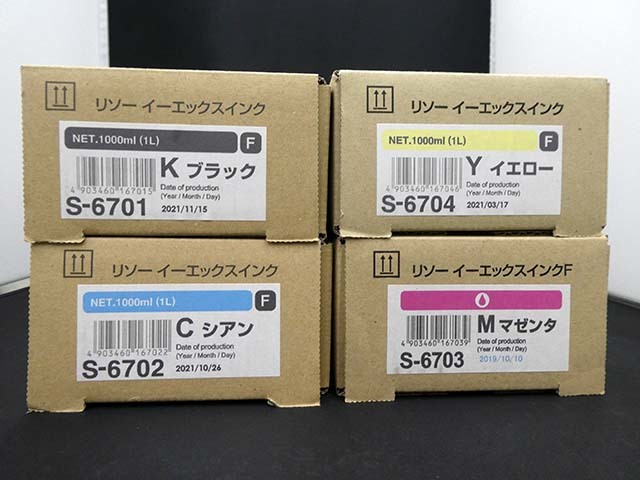 リソー イーエックスインク
NET.1000ml (1L) F
K ブラック
4 903460 167015
Date of production
(Year / Month / Day)
S-6701
2021/11/15
リソー イーエックスインク
NET.1000ml (1L) F
Y イエロー
4 903460 167046
Date of production
(Year / Month / Day)
S-6704
2021/03/17
リソー イーエックスインク
NET.1000ml (1L) F
C シアン
4 903460 167022
Date of production
(Year / Month / Day)
S-6702
2021/10/26
リソー イーエックスインクF
M マゼンタ
4 903460 167039
Date of production
(Year / Month / Day)
S-6703
2019/10/10